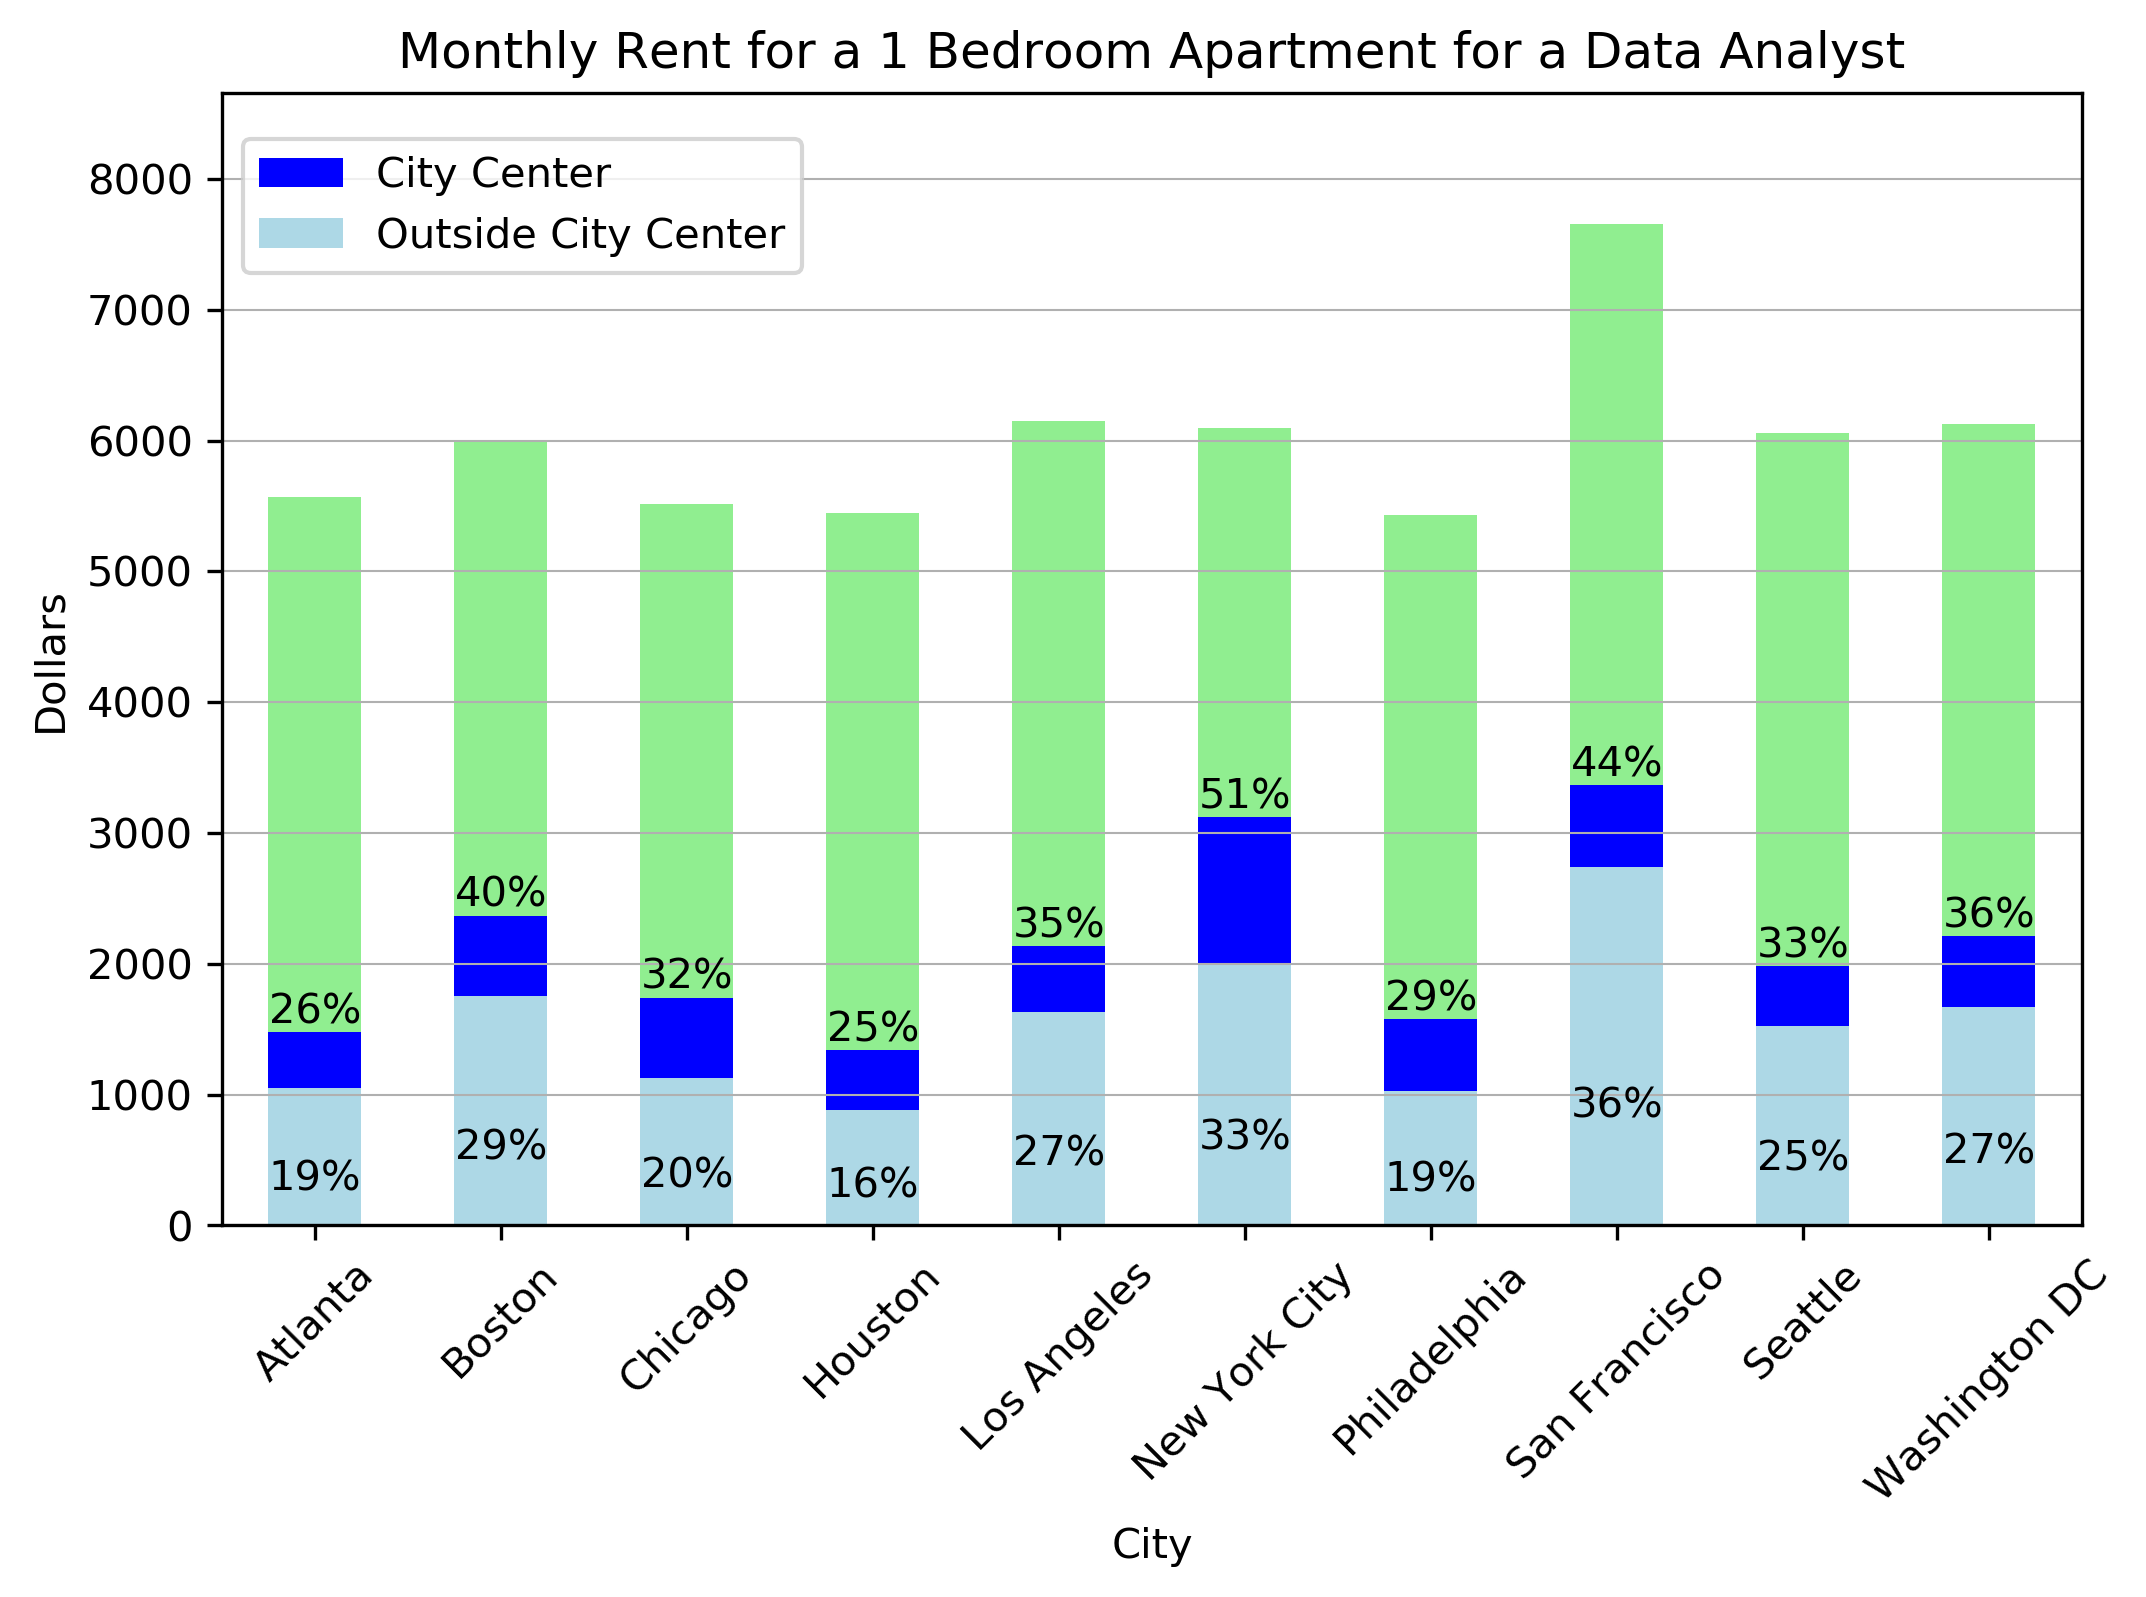 Monthly Rent for a 1 Bedroom Apartment for a Data Analyst
City Center
Outside City Center
8000
7000
6000
5000
4000
3000
2000
1000
0
Dollars
26%
40%
32%
25%
35%
51%
29%
44%
33%
36%
19%
29%
20%
16%
27%
33%
19%
36%
25%
27%
Atlanta
Boston
Chicago
Houston
Los Angeles
New York City
Philadelphia
San Francisco
Seattle
Washington DC
City